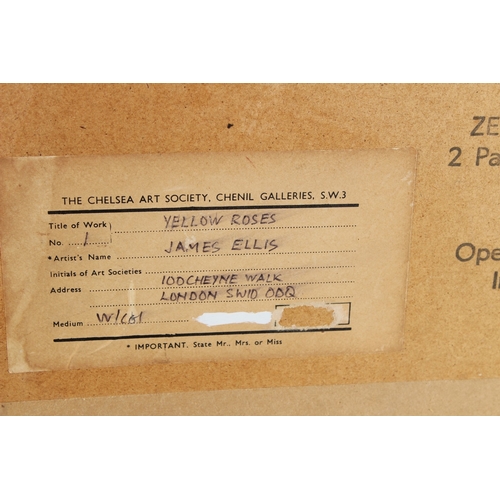 THE CHELSEA ART SOCIETY, CHENIL GALLERIES, S.W.3
Title of Work YELLOW ROSES
No. 1
*Artist's Name JAMES ELLIS
Initials of Art Societies
Address 100 CHEYNE WALK
LONDON SW10 0DQ
Medium W/Col
* IMPORTANT. State Mr., Mrs. or Miss
ZE
2 Pa
Ope